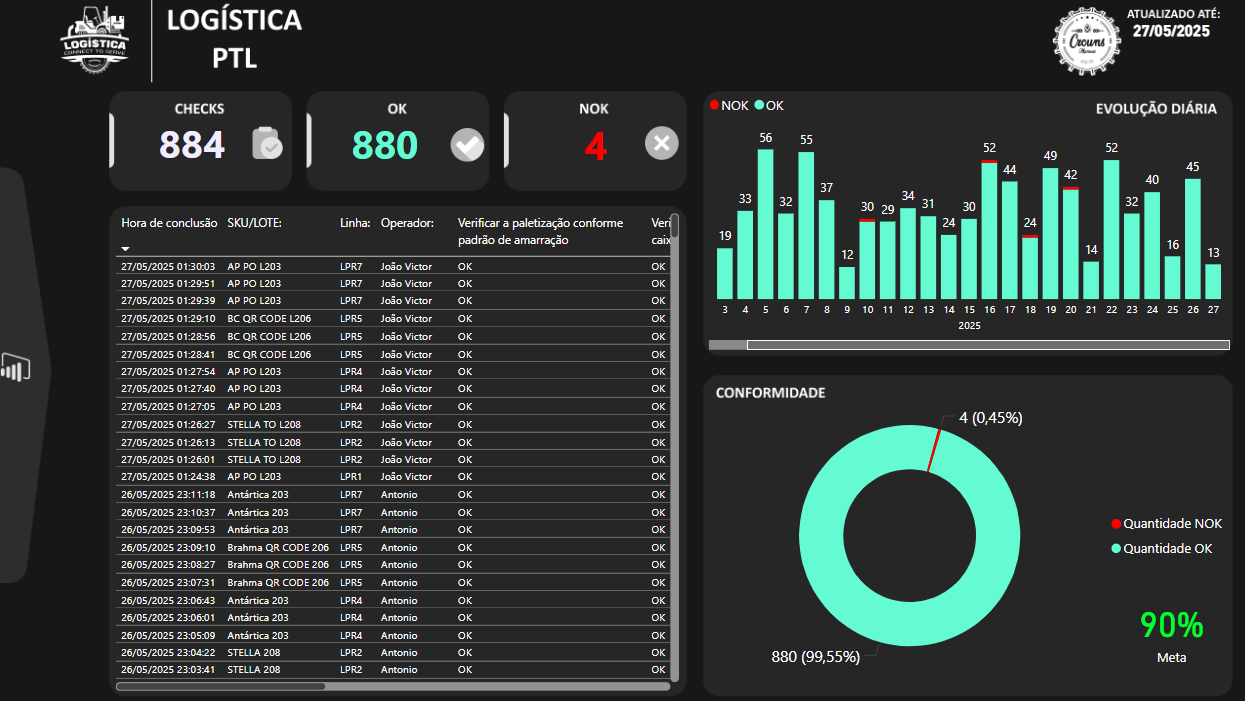 LOGÍSTICA
CONNECT TO SERVE
LOGÍSTICA
PTL
Crowns
Manaus
ATUALIZADO ATÉ:
27/05/2025
CHECKS
884
OK
880
NOK
4
Hora de conclusão SKU/LOTE: Linha: Operador: Verificar a paletização conforme Veri
padrão de amarração caix
27/05/2025 01:30:03 AP PO L203 LPR7 João Victor OK OK
27/05/2025 01:29:51 AP PO L203 LPR7 João Victor OK OK
27/05/2025 01:29:39 AP PO L203 LPR7 João Victor OK OK
27/05/2025 01:29:10 BC QR CODE L206 LPR5 João Victor OK OK
27/05/2025 01:28:56 BC QR CODE L206 LPR5 João Victor OK OK
27/05/2025 01:28:41 BC QR CODE L206 LPR5 João Victor OK OK
27/05/2025 01:27:54 AP PO L203 LPR4 João Victor OK OK
27/05/2025 01:27:40 AP PO L203 LPR4 João Victor OK OK
27/05/2025 01:27:05 AP PO L203 LPR4 João Victor OK OK
27/05/2025 01:26:27 STELLA TO L208 LPR2 João Victor OK OK
27/05/2025 01:26:13 STELLA TO L208 LPR2 João Victor OK OK
27/05/2025 01:26:01 STELLA TO L208 LPR2 João Victor OK OK
27/05/2025 01:24:38 AP PO L203 LPR1 João Victor OK OK
26/05/2025 23:11:18 Antártica 203 LPR7 Antonio OK OK
26/05/2025 23:10:37 Antártica 203 LPR7 Antonio OK OK
26/05/2025 23:09:53 Antártica 203 LPR7 Antonio OK OK
26/05/2025 23:09:10 Brahma QR CODE 206 LPR5 Antonio OK OK
26/05/2025 23:08:27 Brahma QR CODE 206 LPR5 Antonio OK OK
26/05/2025 23:07:31 Brahma QR CODE 206 LPR5 Antonio OK OK
26/05/2025 23:06:43 Antártica 203 LPR4 Antonio OK OK
26/05/2025 23:06:01 Antártica 203 LPR4 Antonio OK OK
26/05/2025 23:05:09 Antártica 203 LPR4 Antonio OK OK
26/05/2025 23:04:22 STELLA 208 LPR2 Antonio OK OK
26/05/2025 23:03:41 STELLA 208 LPR2 Antonio OK OK
NOK OK
EVOLUÇÃO DIÁRIA
19 33 56 32 55 37 12 30 29 34 31 24 30 52 44 24 49 42 14 52 32 40 16 45 13
3 4 5 6 7 8 9 10 11 12 13 14 15 16 17 18 19 20 21 22 23 24 25 26 27
2025
CONFORMIDADE
4 (0,45%)
Quantidade NOK
Quantidade OK
880 (99,55%)
90%
Meta